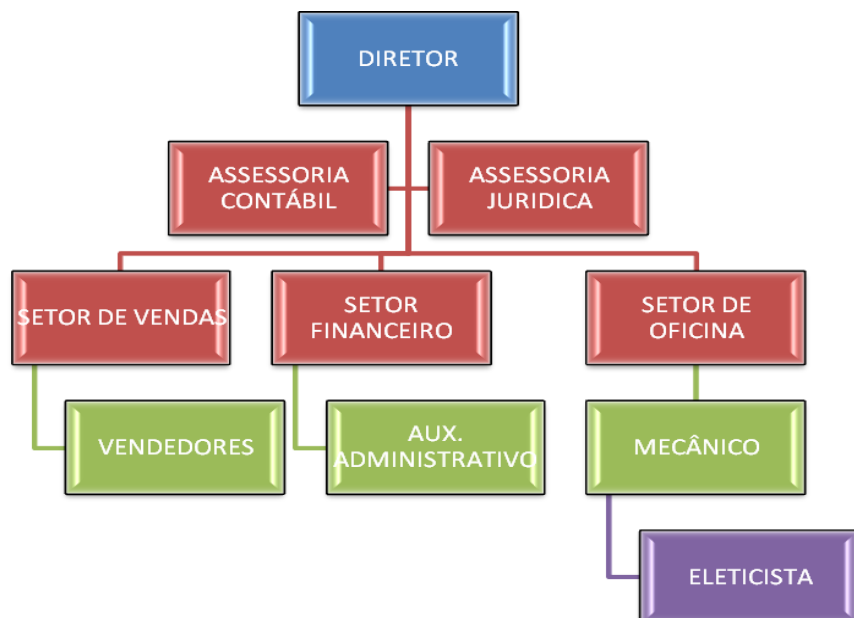 DIRETOR
ASSESSORIA
CONTÁBIL
ASSESSORIA
JURIDICA
SETOR DE VENDAS
SETOR
FINANCEIRO
SETOR DE
OFICINA
VENDEDORES
AUX.
ADMINISTRATIVO
MECÂNICO
ELETICISTA